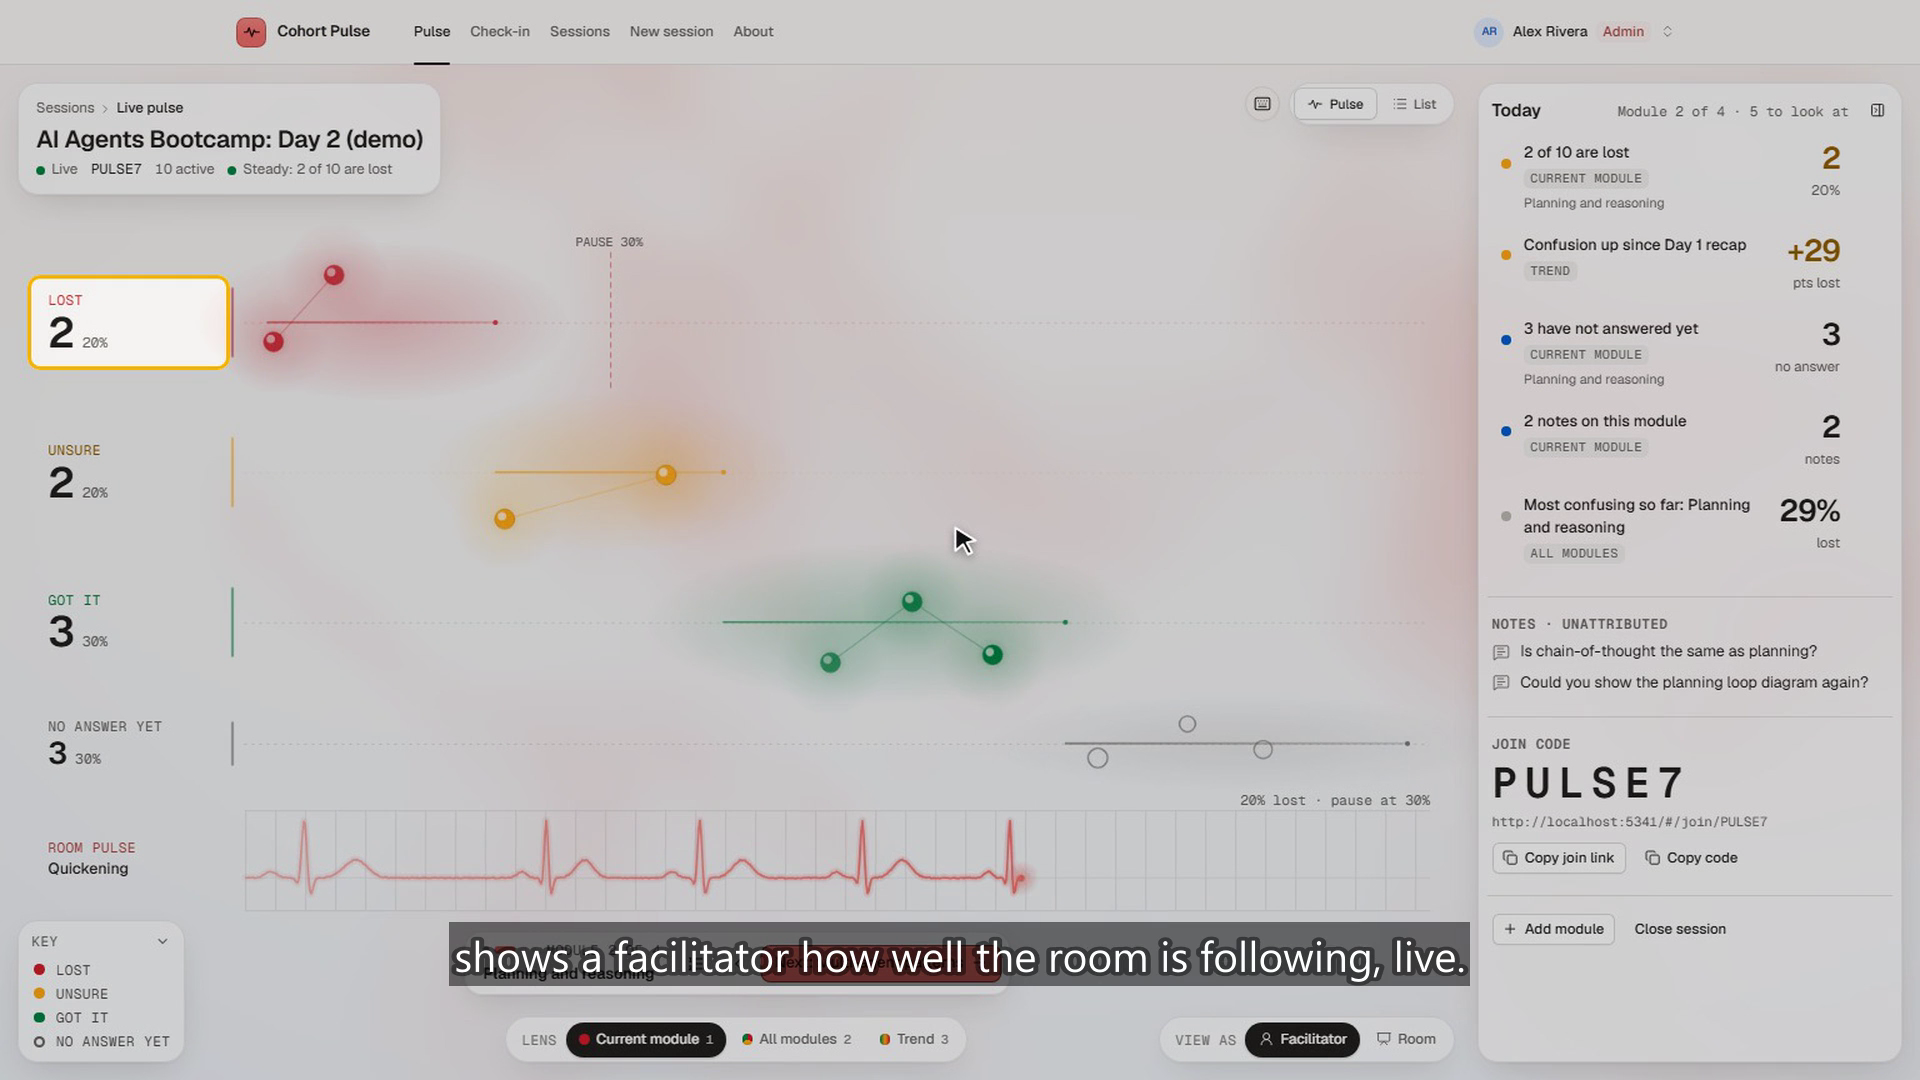 Cohort Pulse
Pulse
Check-in
Sessions
New session
About
AR
Alex Rivera
Admin
Sessions > Live pulse
AI Agents Bootcamp: Day 2 (demo)
Live PULSE7 10 active Steady: 2 of 10 are lost
Pulse
List
PAUSE 30%
LOST
2 20%
UNSURE
2 20%
GOT IT
3 30%
NO ANSWER YET
3 30%
20% lost · pause at 30%
ROOM PULSE
Quickening
KEY
LOST
UNSURE
GOT IT
NO ANSWER YET
Planning and reasoning
shows a facilitator how well the room is following, live.
LENS
Current module 1
All modules 2
Trend 3
VIEW AS
Facilitator
Room
Today
Module 2 of 4 · 5 to look at
2 of 10 are lost
2
CURRENT MODULE
20%
Planning and reasoning
Confusion up since Day 1 recap
+29
TREND
pts lost
3 have not answered yet
3
CURRENT MODULE
no answer
Planning and reasoning
2 notes on this module
2
CURRENT MODULE
notes
Most confusing so far: Planning
and reasoning
29%
ALL MODULES
lost
NOTES · UNATTRIBUTED
Is chain-of-thought the same as planning?
Could you show the planning loop diagram again?
JOIN CODE
PULSE7
http://localhost:5341/#/join/PULSE7
Copy join link
Copy code
+ Add module
Close session